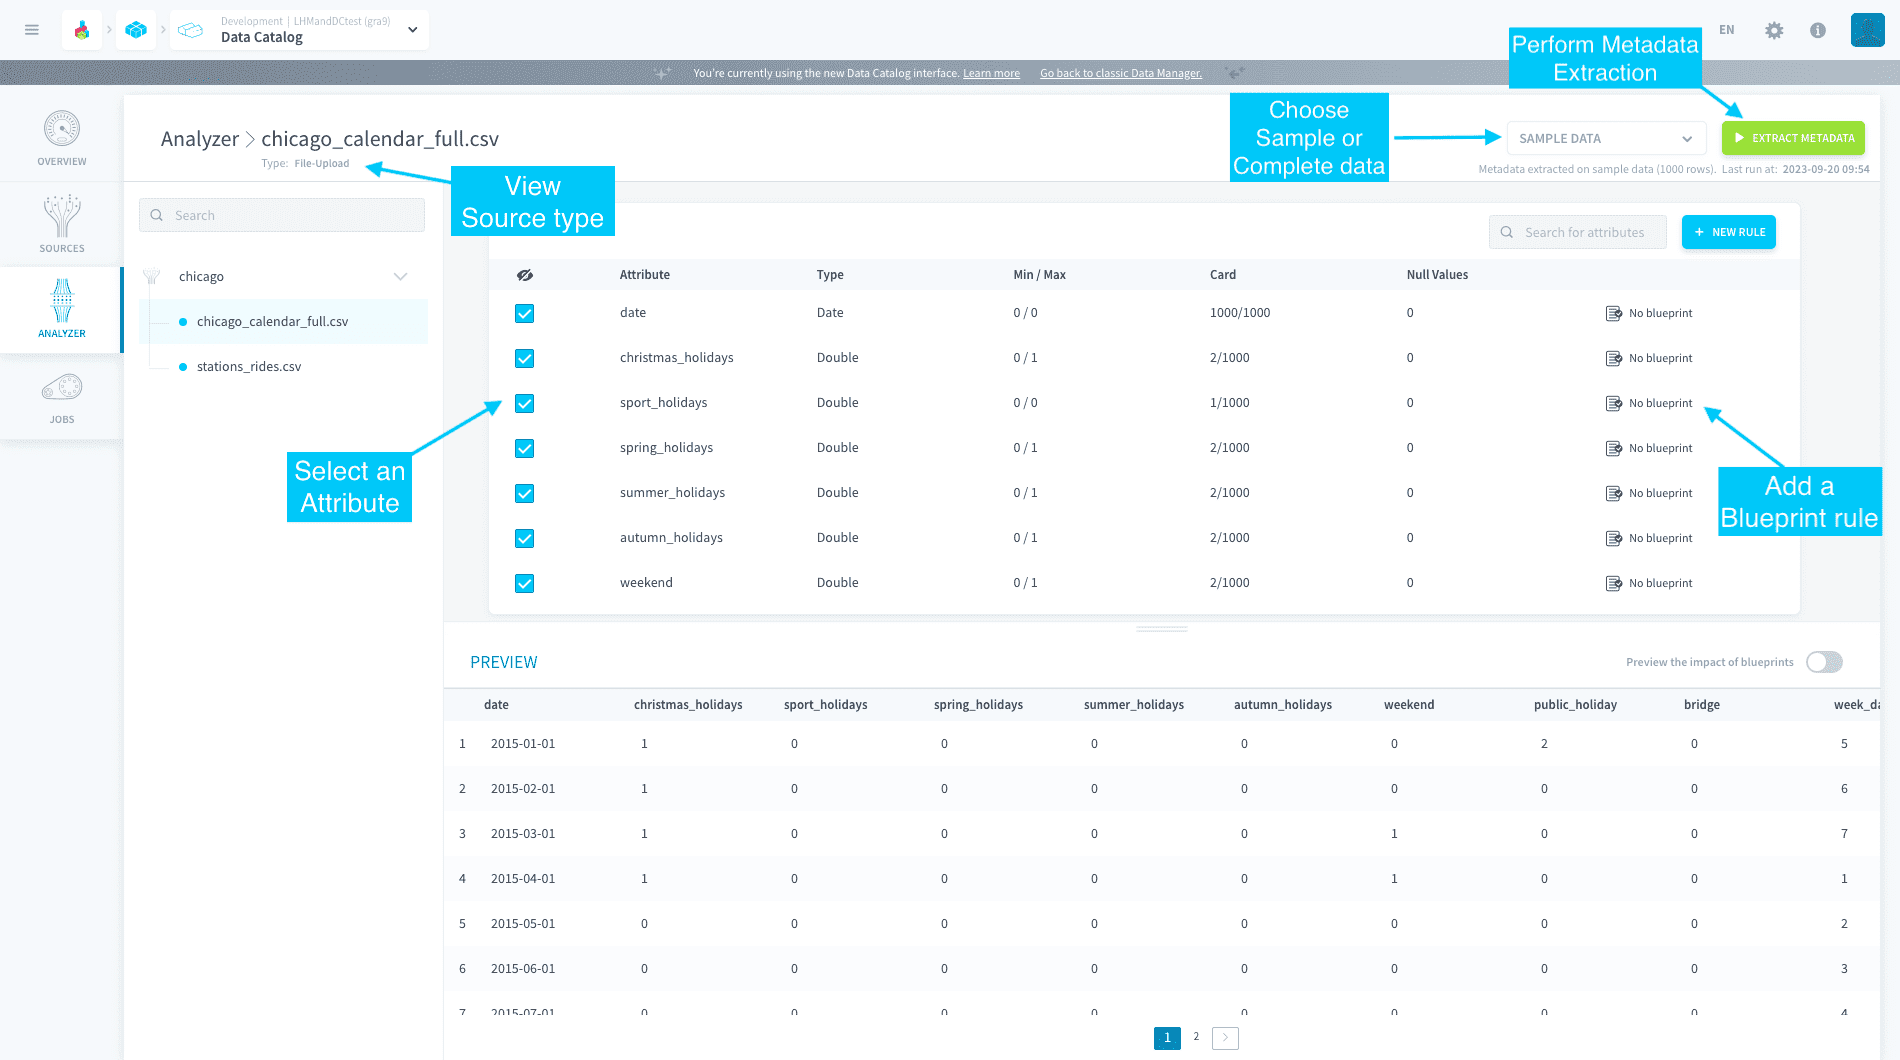 Development | LHMandDCtest (gra9)
Data Catalog
EN
You're currently using the new Data Catalog interface. Learn more Go back to classic Data Manager.
Perform Metadata
Extraction
Choose
Sample or
Complete data
OVERVIEW
SOURCES
ANALYZER
JOBS
Analyzer > chicago_calendar_full.csv
Type: File-Upload
SAMPLE DATA
EXTRACT METADATA
Metadata extracted on sample data (1000 rows). Last run at: 2023-09-20 09:54
View
Source type
Search
chicago
chicago_calendar_full.csv
stations_rides.csv
Search for attributes
+ NEW RULE
Attribute Type Min / Max Card Null Values
date Date 0 / 0 1000/1000 0 No blueprint
christmas_holidays Double 0 / 1 2/1000 0 No blueprint
sport_holidays Double 0 / 0 1/1000 0 No blueprint
spring_holidays Double 0 / 1 2/1000 0 No blueprint
summer_holidays Double 0 / 1 2/1000 0 No blueprint
autumn_holidays Double 0 / 1 2/1000 0 No blueprint
weekend Double 0 / 1 2/1000 0 No blueprint
Select an
Attribute
Add a
Blueprint rule
PREVIEW
Preview the impact of blueprints
date christmas_holidays sport_holidays spring_holidays summer_holidays autumn_holidays weekend public_holiday bridge week_da
1 2015-01-01 1 0 0 0 0 0 2 0 5
2 2015-02-01 1 0 0 0 0 0 0 0 6
3 2015-03-01 1 0 0 0 0 1 0 0 7
4 2015-04-01 1 0 0 0 0 1 0 0 1
5 2015-05-01 0 0 0 0 0 0 0 0 2
6 2015-06-01 0 0 0 0 0 0 0 0 3
7 2015-07-01 0 0 0 0 0 0 0 0 4
1 2 >